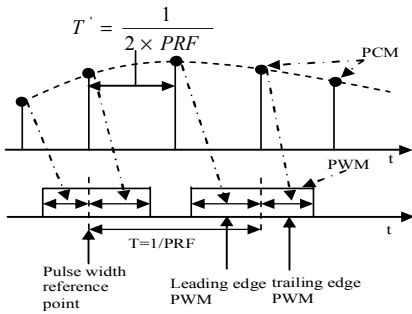 T' = 1 / (2 × PRF)
PCM
t
PWM
t
T=1/PRF
Pulse width reference point
Leading edge PWM
trailing edge PWM